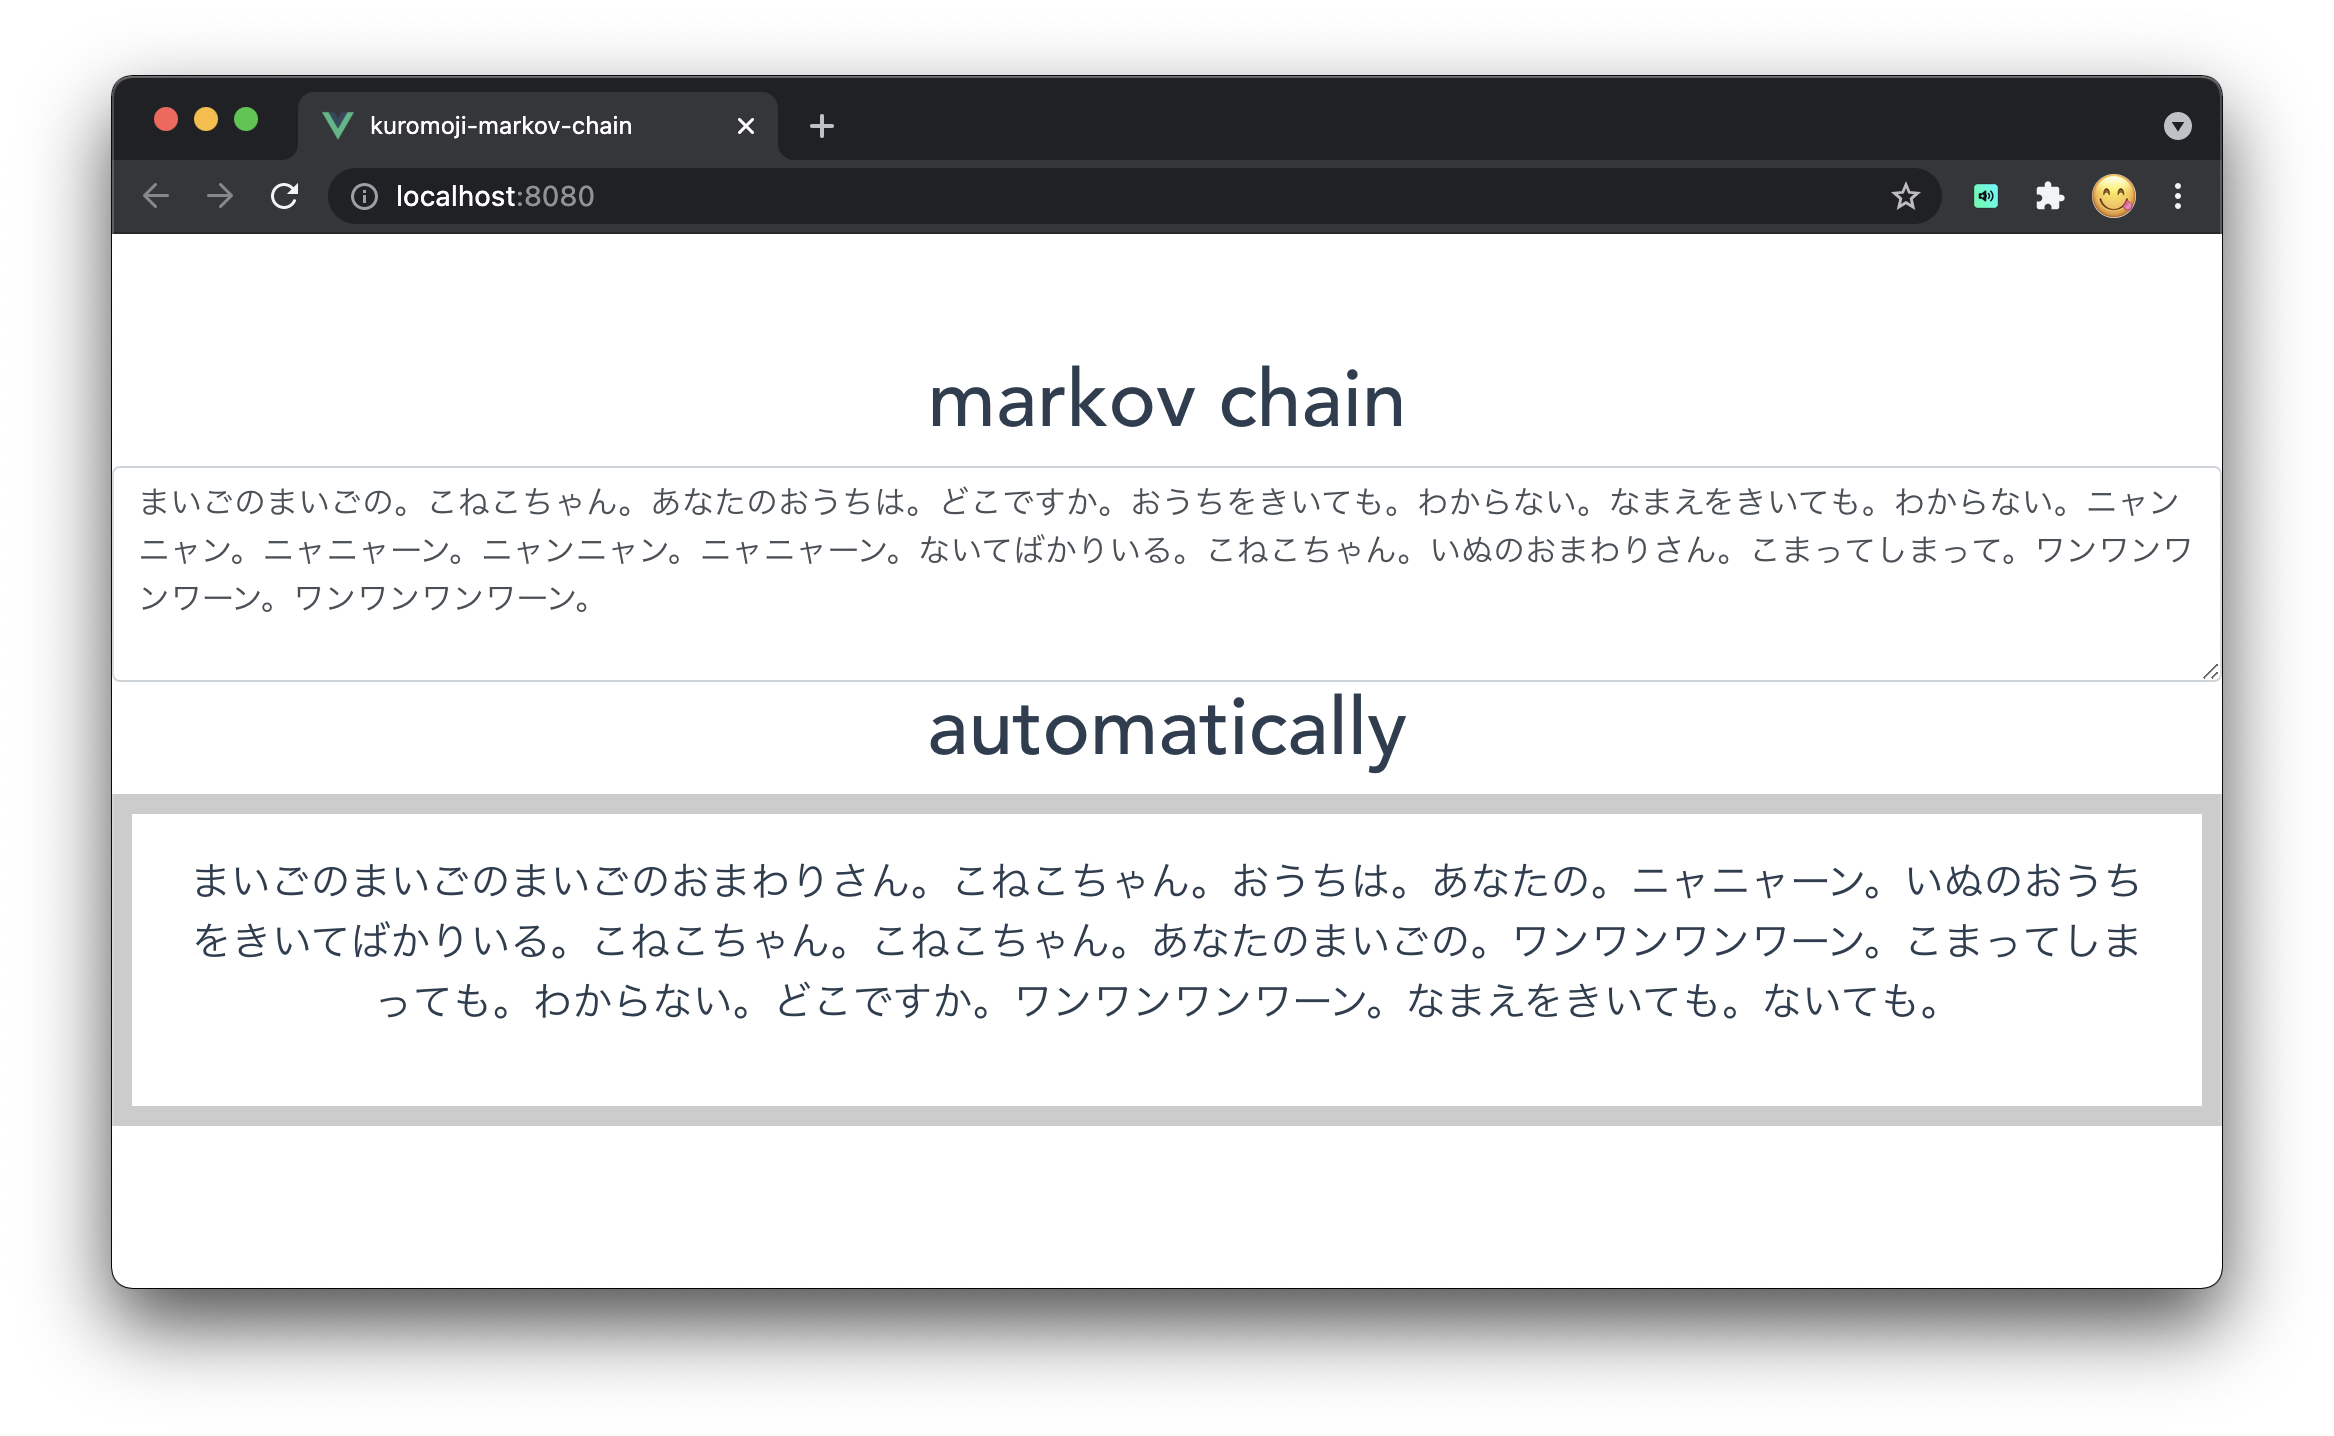 kuromoji-markov-chain
localhost:8080
markov chain
まいごのまいごの。こねこちゃん。あなたのおうちは。どこですか。おうちをきいても。わからない。なまえをきいても。わからない。ニャン
ニャン。ニャニャーン。ニャンニャン。ニャニャーン。ないてばかりいる。こねこちゃん。いぬのおまわりさん。こまってしまって。ワンワンワ
ンワーン。ワンワンワンワーン。
automatically
まいごのまいごのまいごのおまわりさん。こねこちゃん。おうちは。あなたの。ニャニャーン。いぬのおうち
をきいてばかりいる。こねこちゃん。こねこちゃん。あなたのまいごの。ワンワンワンワーン。こまってしま
っても。わからない。どこですか。ワンワンワンワーン。なまえをきいても。ないても。